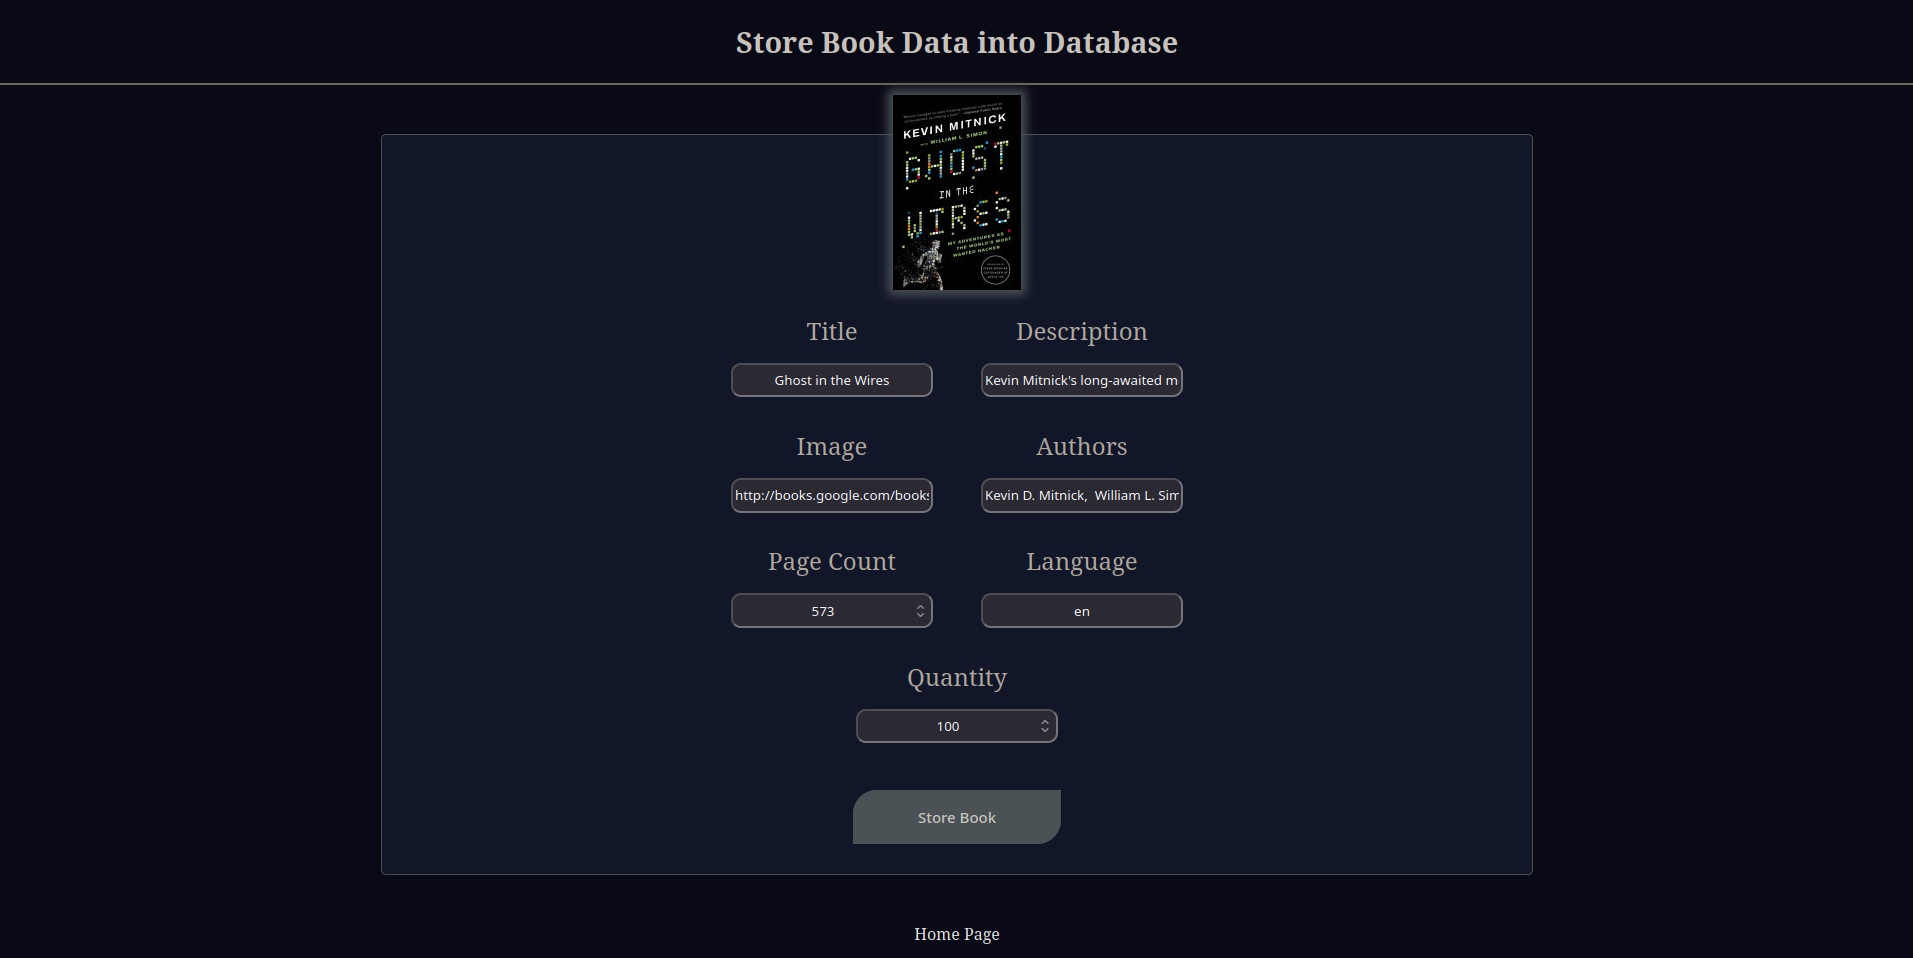 Store Book Data into Database
KEVIN MITNICK
WITH WILLIAM L. SIMON
GHOST
IN THE
WIRES
MY ADVENTURES AS
THE WORLD'S MOST
WANTED HACKER
Title
Description
Ghost in the Wires
Kevin Mitnick's long-awaited m
Image
Authors
http://books.google.com/books
Kevin D. Mitnick,  William L. Sim
Page Count
Language
573
en
Quantity
100
Store Book
Home Page